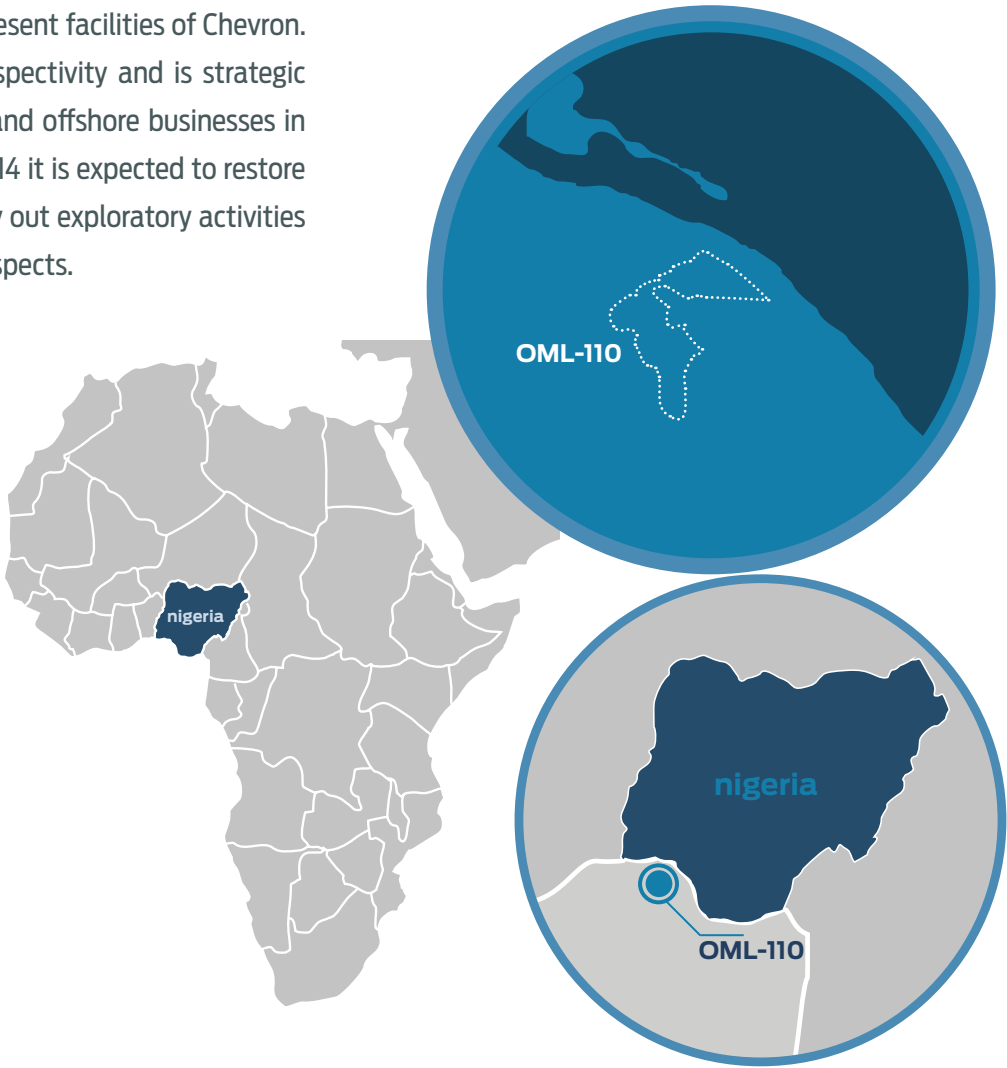 esent facilities of Chevron.
spectivity and is strategic
and offshore businesses in
14 it is expected to restore
y out exploratory activities
spects.
OML-110
nigeria
nigeria
OML-110